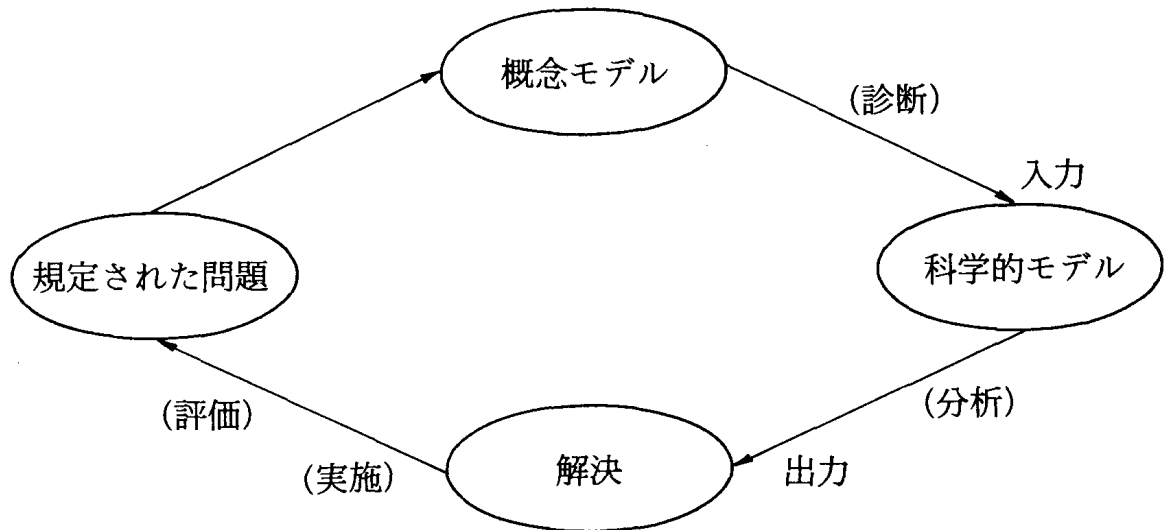 概念モデル
(診断)
入力
規定された問題
科学的モデル
(評価)
(分析)
(実施)
解決
出力